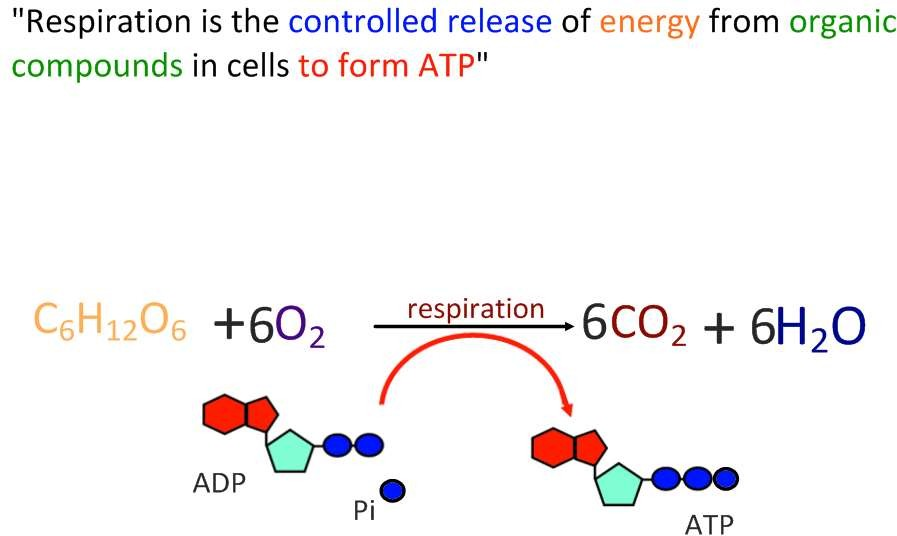 "Respiration is the controlled release of energy from organic
compounds in cells to form ATP"
respiration
C₆H₁₂O₆ +6O₂ 6CO₂ + 6H₂O
ADP
Pi
ATP